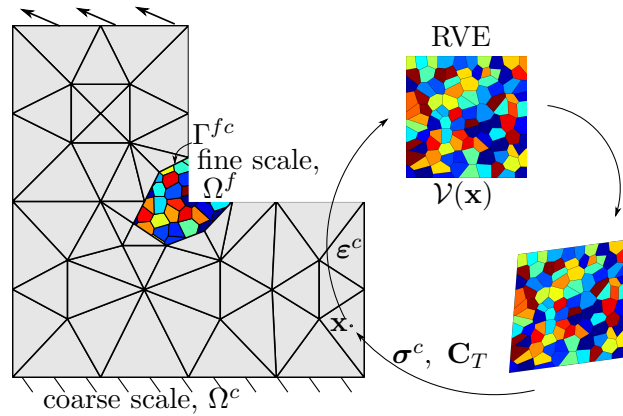 RVE
Γ^{fc}
fine scale,
Ω^f
𝒱(x)
ε^c
x.
σ^c, C_T
coarse scale, Ω^c